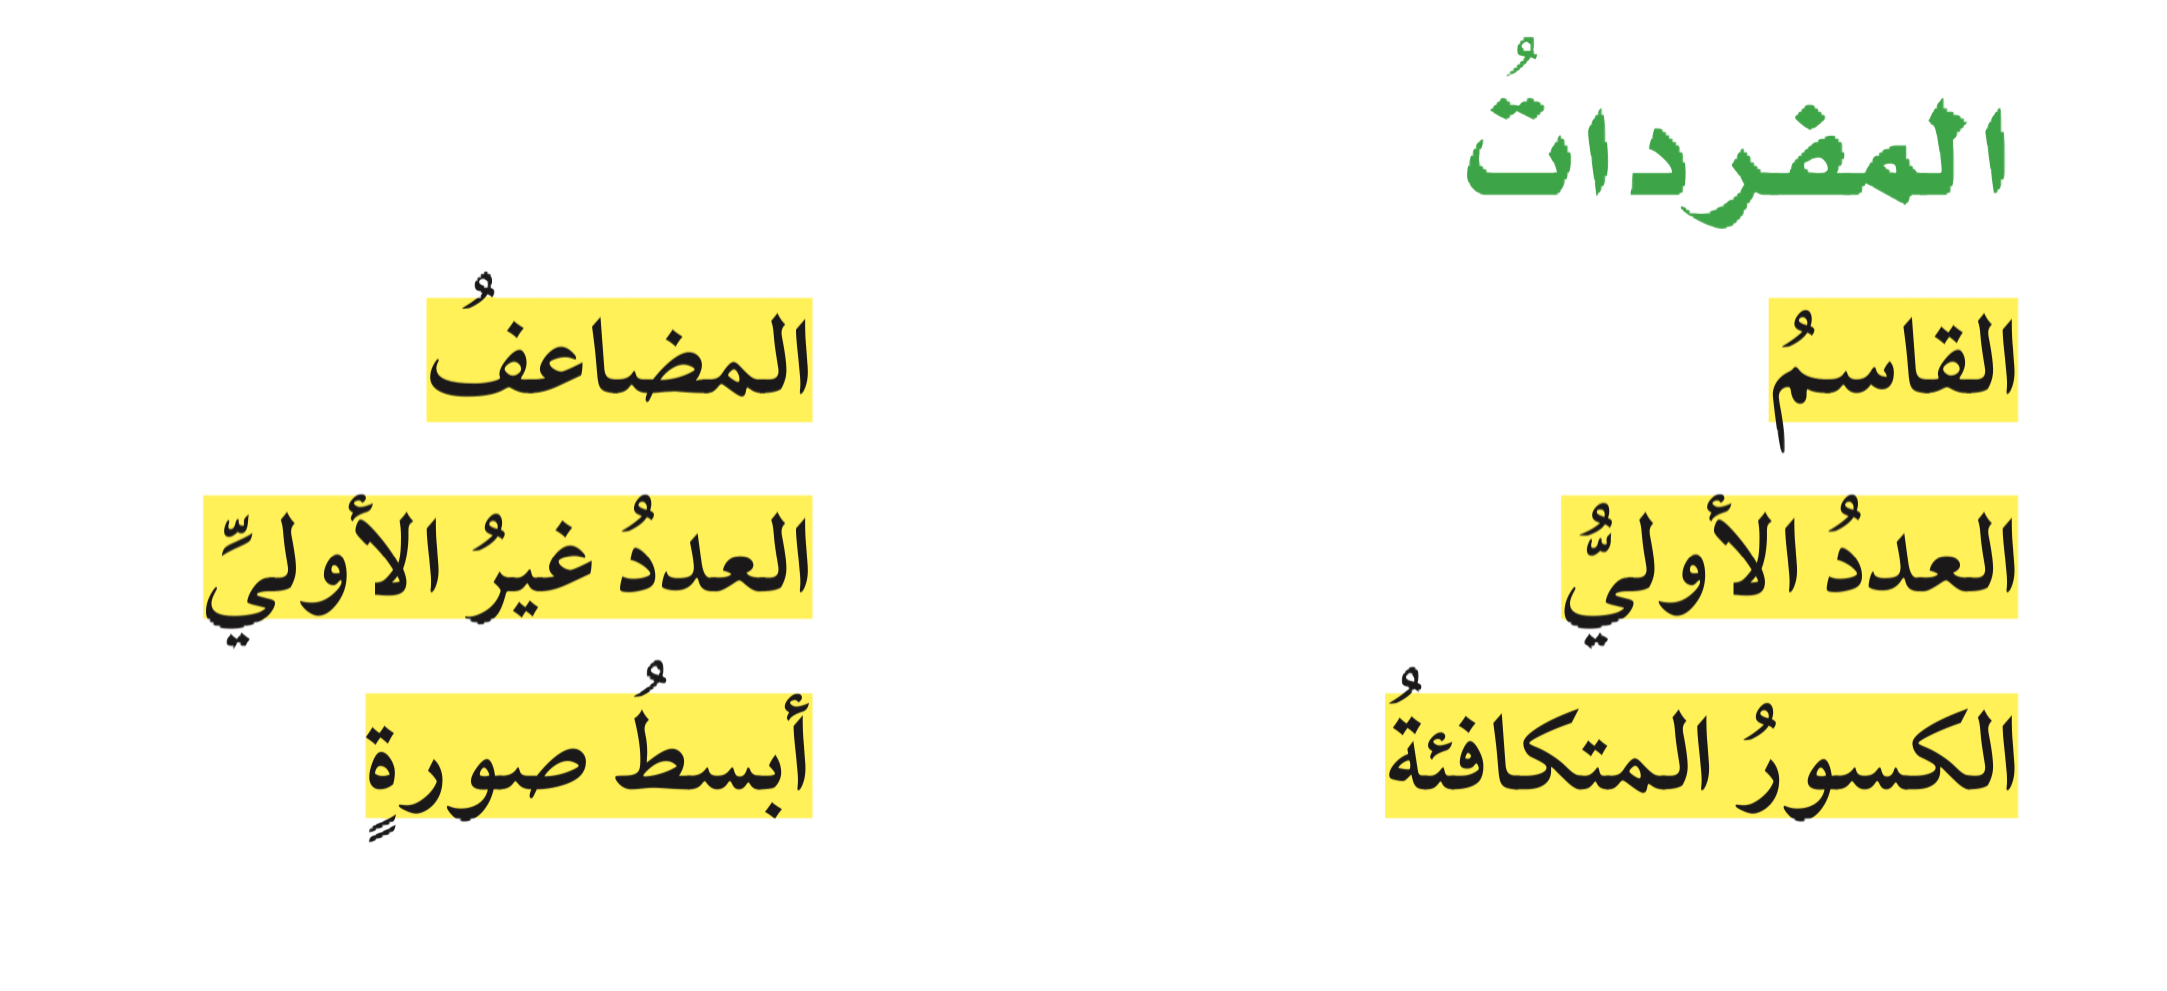 المفرداتُ
القاسمُ
المضاعفُ
العددُ الأوليُّ
العددُ غيرُ الأوليِّ
الكسورُ المتكافئةُ
أبسطُ صورةٍ